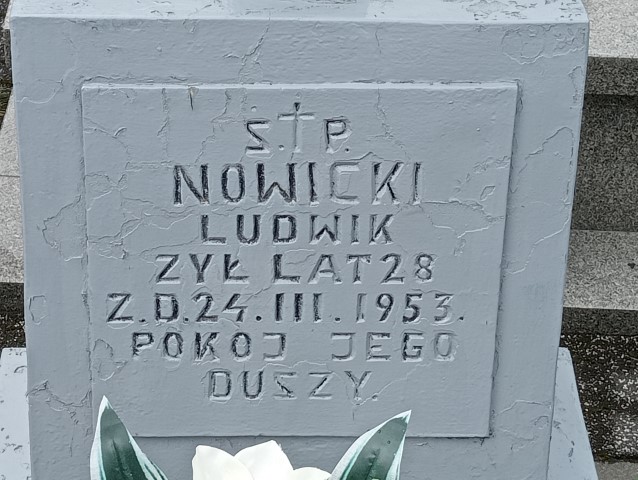 Ś.†P.
NOWICKI
LUDWIK
ŻYŁ LAT 28
Z.D.24.III.1953.
POKÓJ JEGO
DUSZY.